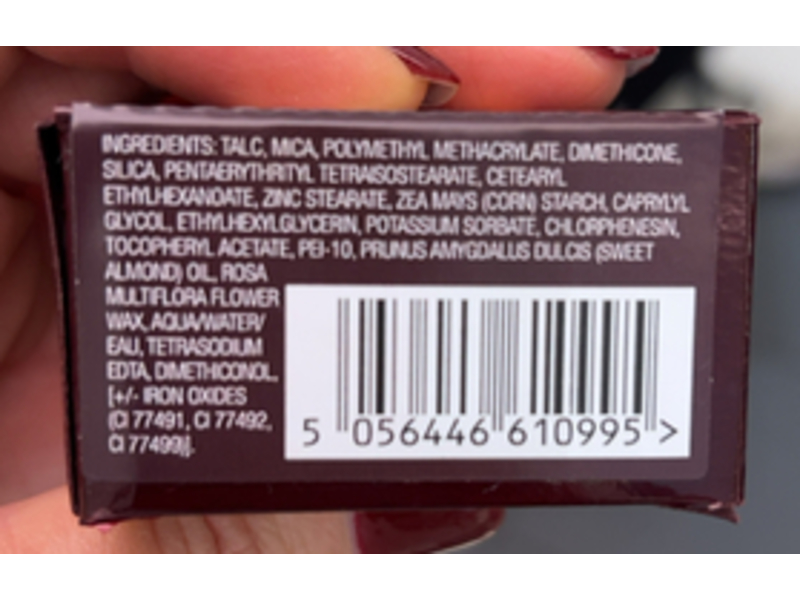 INGREDIENTS: TALC, MICA, POLYMETHYL METHACRYLATE, DIMETHICONE,
SILICA, PENTAERYTHRITYL TETRAISOSTEARATE, CETEARYL
ETHYLHEXANOATE, ZINC STEARATE, ZEA MAYS (CORN) STARCH, CAPRYLYL
GLYCOL, ETHYLHEXYLGLYCERIN, POTASSIUM SORBATE, CHLORPHENESIN,
TOCOPHERYL ACETATE, PEI-10, PRUNUS AMYGDALUS DULCIS (SWEET
ALMOND) OIL, ROSA
MULTIFLORA FLOWER
WAX, AQUA/WATER/
EAU, TETRASODIUM
EDTA, DIMETHICONOL,
[+/- IRON OXIDES
(CI 77491, CI 77492,
CI 77499)].
5 056446 610995 >